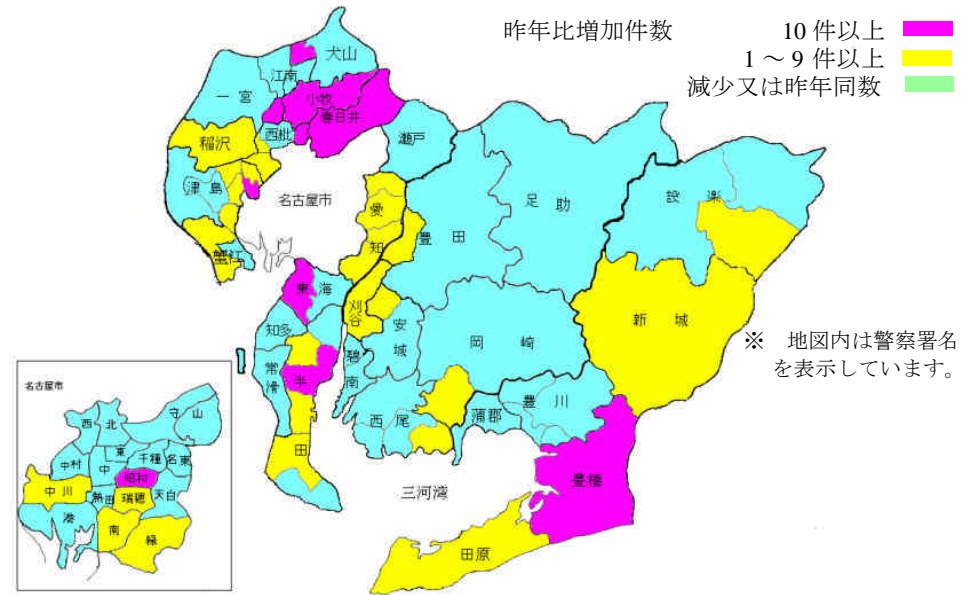 昨年比増加件数 10 件以上
1 ～ 9 件以上
減少又は昨年同数
犬山
江南
一宮
小牧
春日井
西枇
瀬戸
稲沢
津島
名古屋市
愛
知
豊田
足助
設楽
蟹江
東海
刈谷
新城
知多
安城
岡崎
※ 地図内は警察署名
を表示しています。
常滑
半田
碧南
西尾
蒲郡
豊川
豊橋
三河湾
田原
名古屋市
西
北
守山
東
千種
名東
中村
中
昭和
中川
熱田
瑞穂
天白
港
南
緑